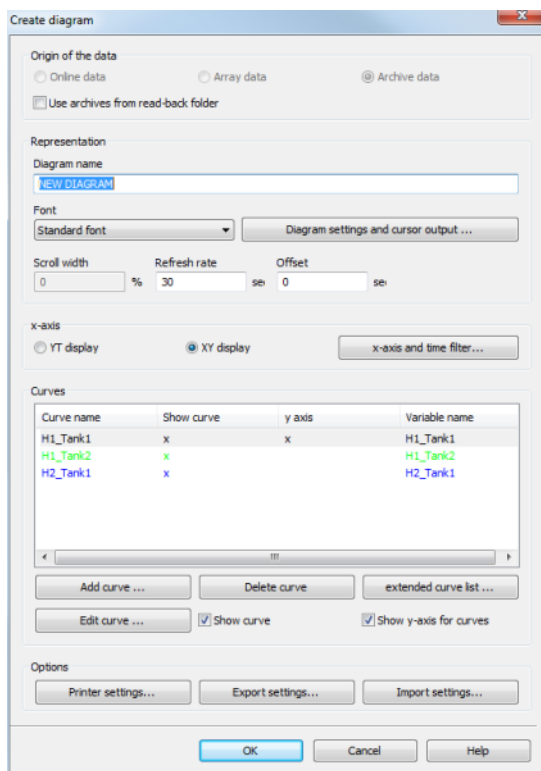 Create diagram
Origin of the data
Online data Array data Archive data
Use archives from read-back folder
Representation
Diagram name
NEW DIAGRAM
Font
Standard font Diagram settings and cursor output ...
Scroll width Refresh rate Offset
0 % 30 se 0 se
x-axis
YT display XY display x-axis and time filter...
Curves
Curve name Show curve y axis Variable name
H1_Tank1 x x H1_Tank1
H1_Tank2 x H1_Tank2
H2_Tank1 x H2_Tank1
Add curve ... Delete curve extended curve list ...
Edit curve ... Show curve Show y-axis for curves
Options
Printer settings... Export settings... Import settings...
OK Cancel Help